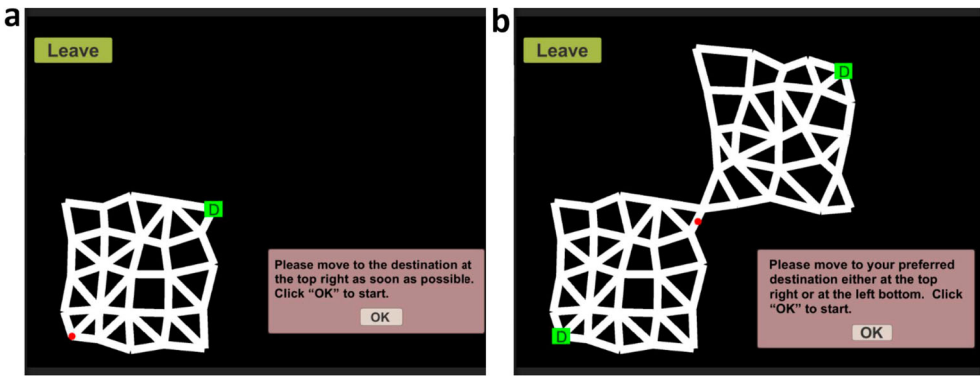 a
Leave
D
Please move to the destination at
the top right as soon as possible.
Click “OK” to start.
OK
b
Leave
D
Please move to your preferred
destination either at the top
right or at the left bottom. Click
“OK” to start.
OK
D